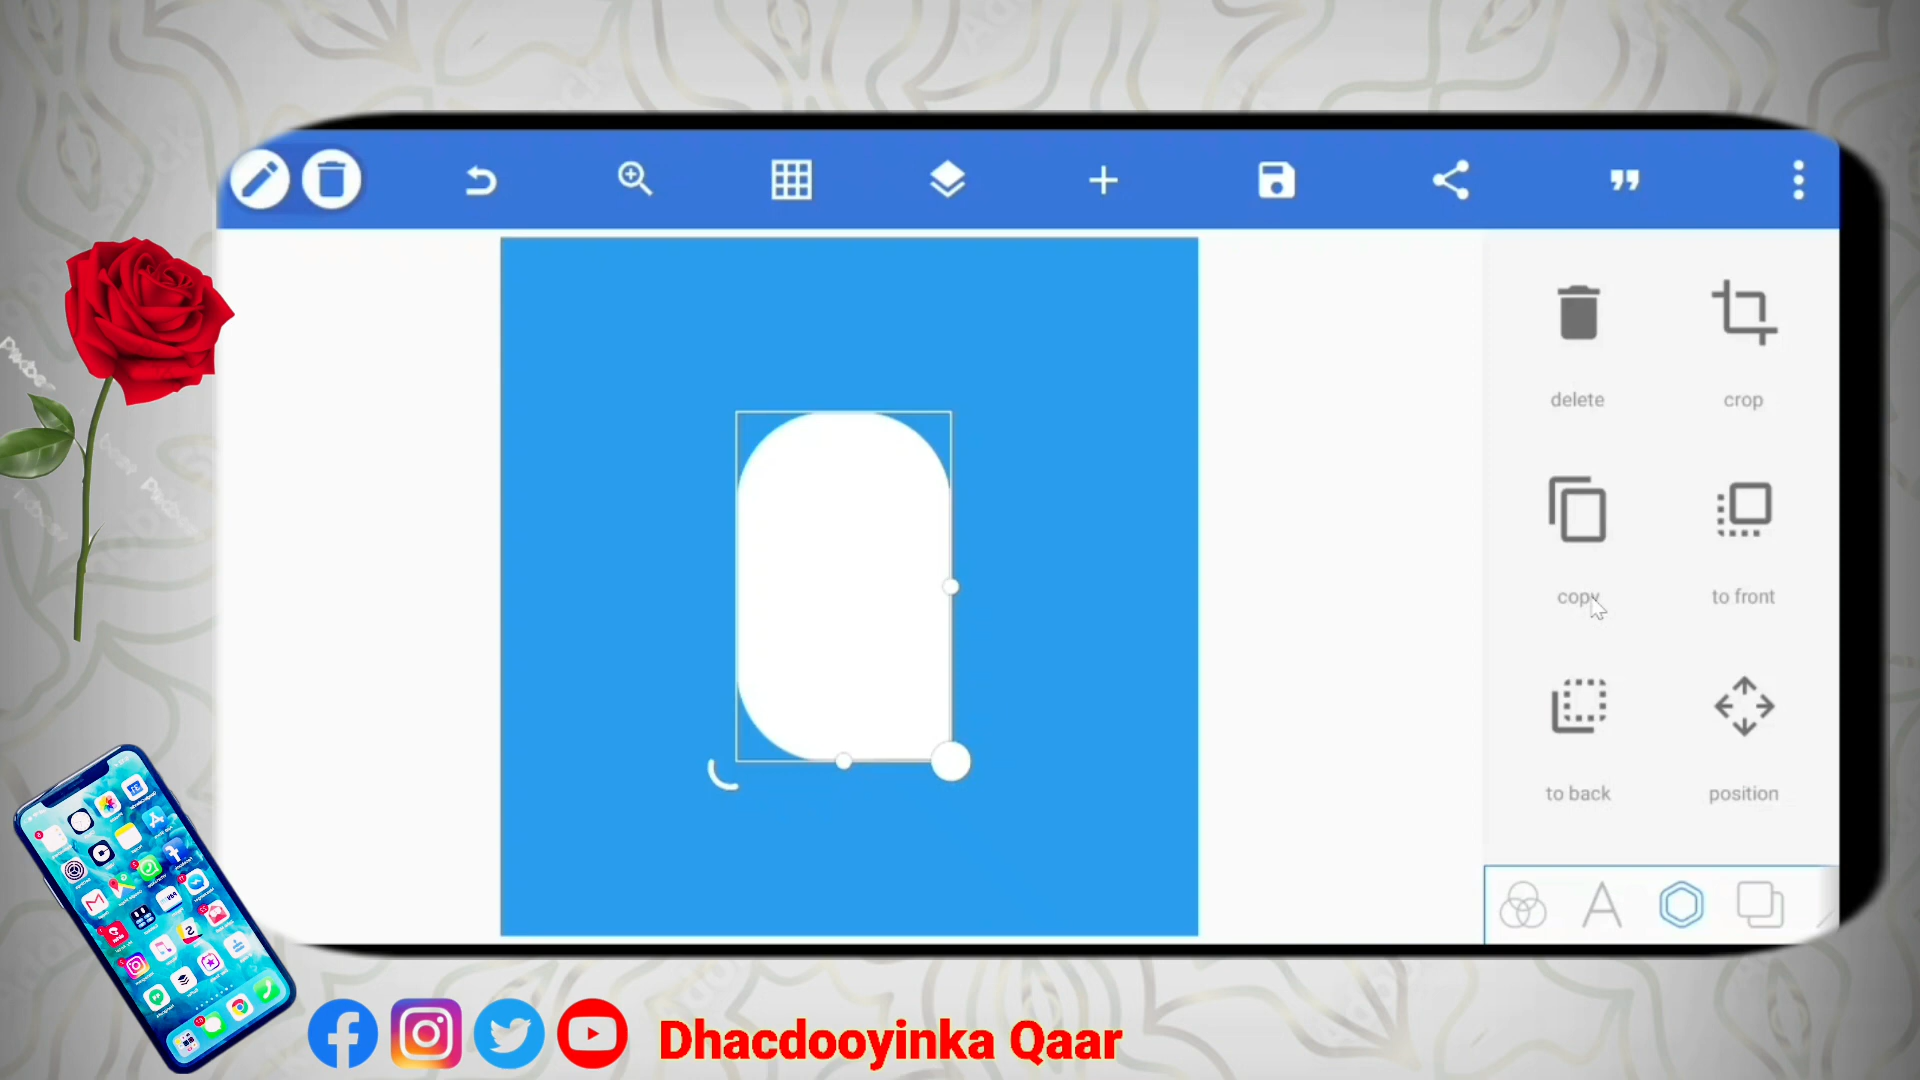 delete
crop
copy
to front
to back
position
Dhacdooyinka Qaar